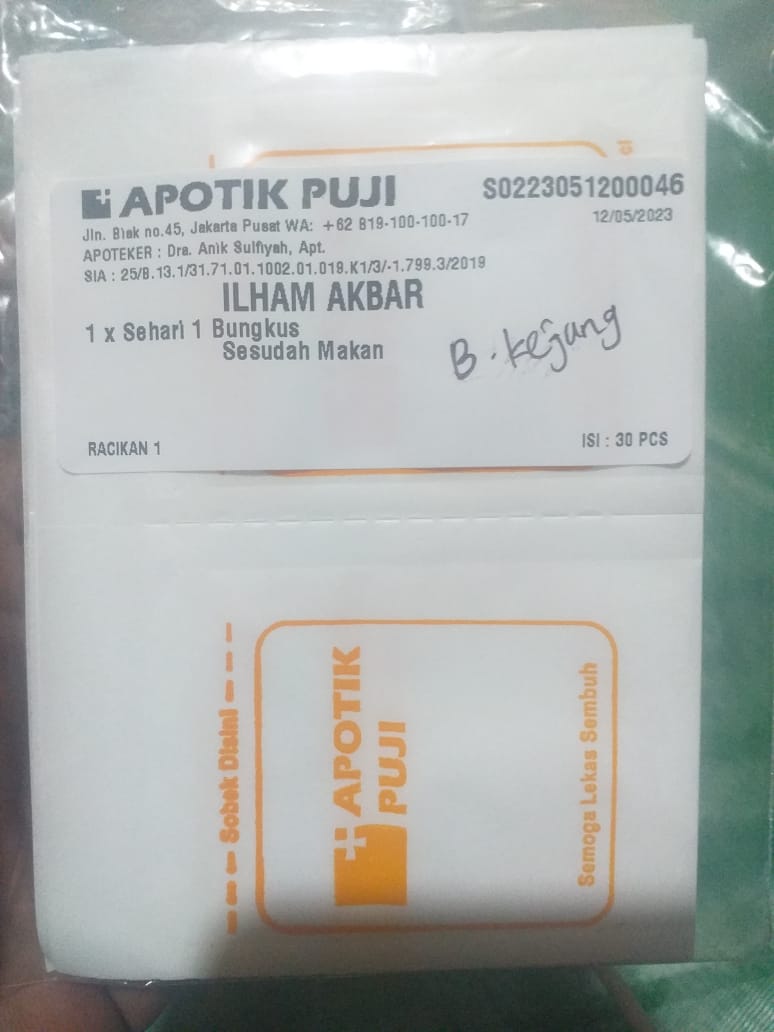 APOTIK PUJI
S0223051200046
Jln. Biak no.45, Jakarta Pusat WA: +62 819-100-100-17
12/05/2023
APOTEKER : Dra. Anik Sulfiyah, Apt.
SIA : 25/B.13.1/31.71.01.1002.01.019.K1/3/-1.799.3/2019
ILHAM AKBAR
1 x Sehari 1 Bungkus
Sesudah Makan
B. kejang
RACIKAN 1
ISI : 30 PCS
Sobek Disini
APOTIK
PUJI
Semoga Lekas Sembuh